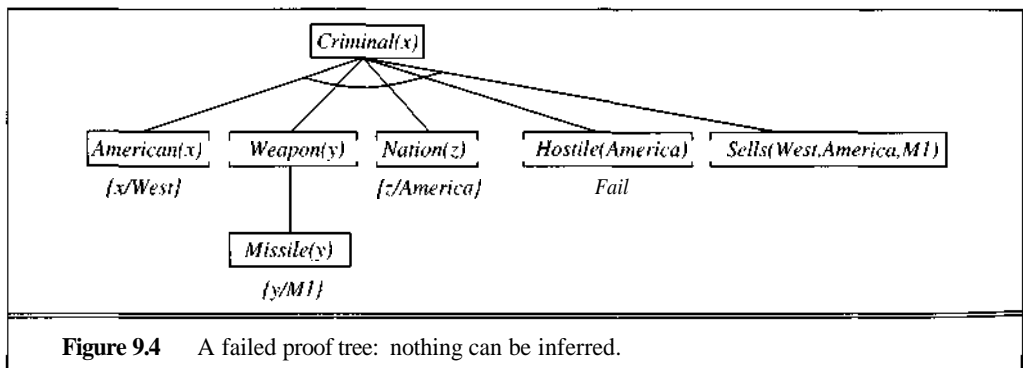 Criminal(x)
American(x) Weapon(y) Nation(z) Hostile(America) Sells(West,America,M1)
{x/West} {z/America} Fail
Missile(y)
{y/M1}
Figure 9.4 A failed proof tree: nothing can be inferred.